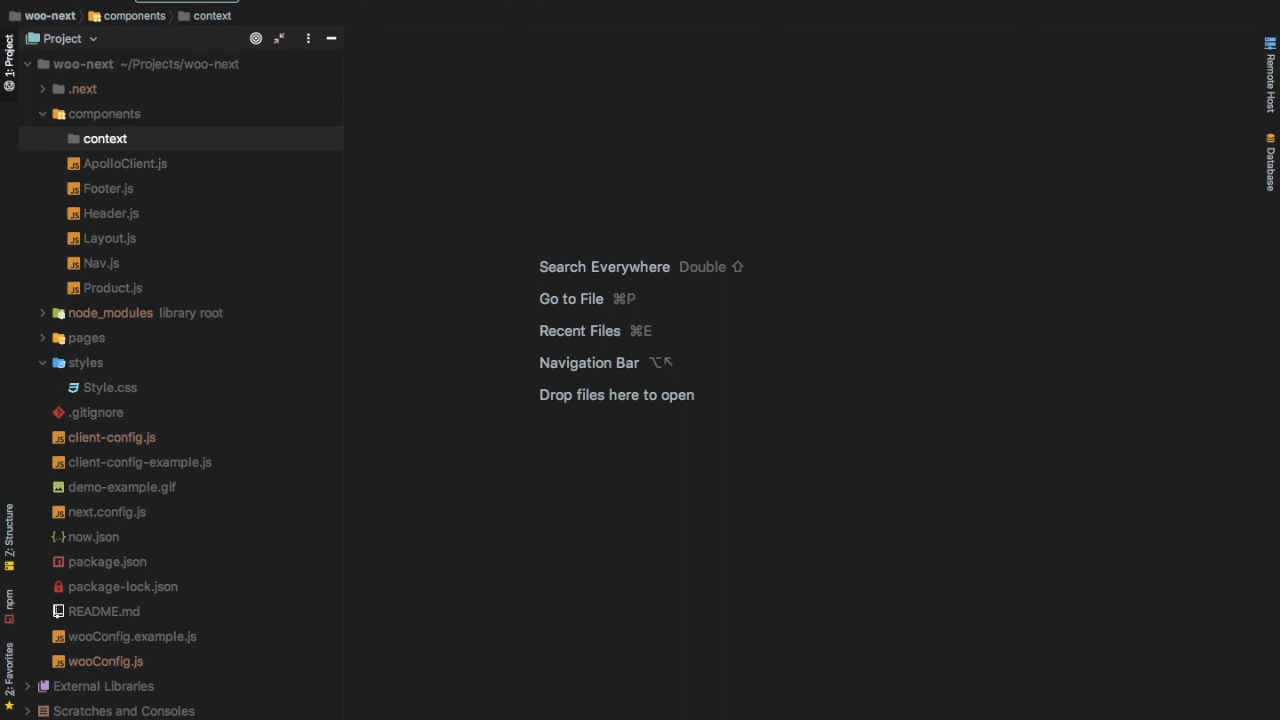 woo-next
components
context
Project
1: Project
woo-next ~/Projects/woo-next
.next
components
context
ApolloClient.js
Footer.js
Header.js
Layout.js
Nav.js
Product.js
node_modules library root
pages
styles
Style.css
.gitignore
client-config.js
client-config-example.js
demo-example.gif
next.config.js
now.json
package.json
package-lock.json
README.md
wooConfig.example.js
wooConfig.js
External Libraries
Scratches and Consoles
Z: Structure
npm
2: Favorites
Search Everywhere Double ⇧
Go to File ⌘P
Recent Files ⌘E
Navigation Bar ⌥↖
Drop files here to open
Remote Host
Database